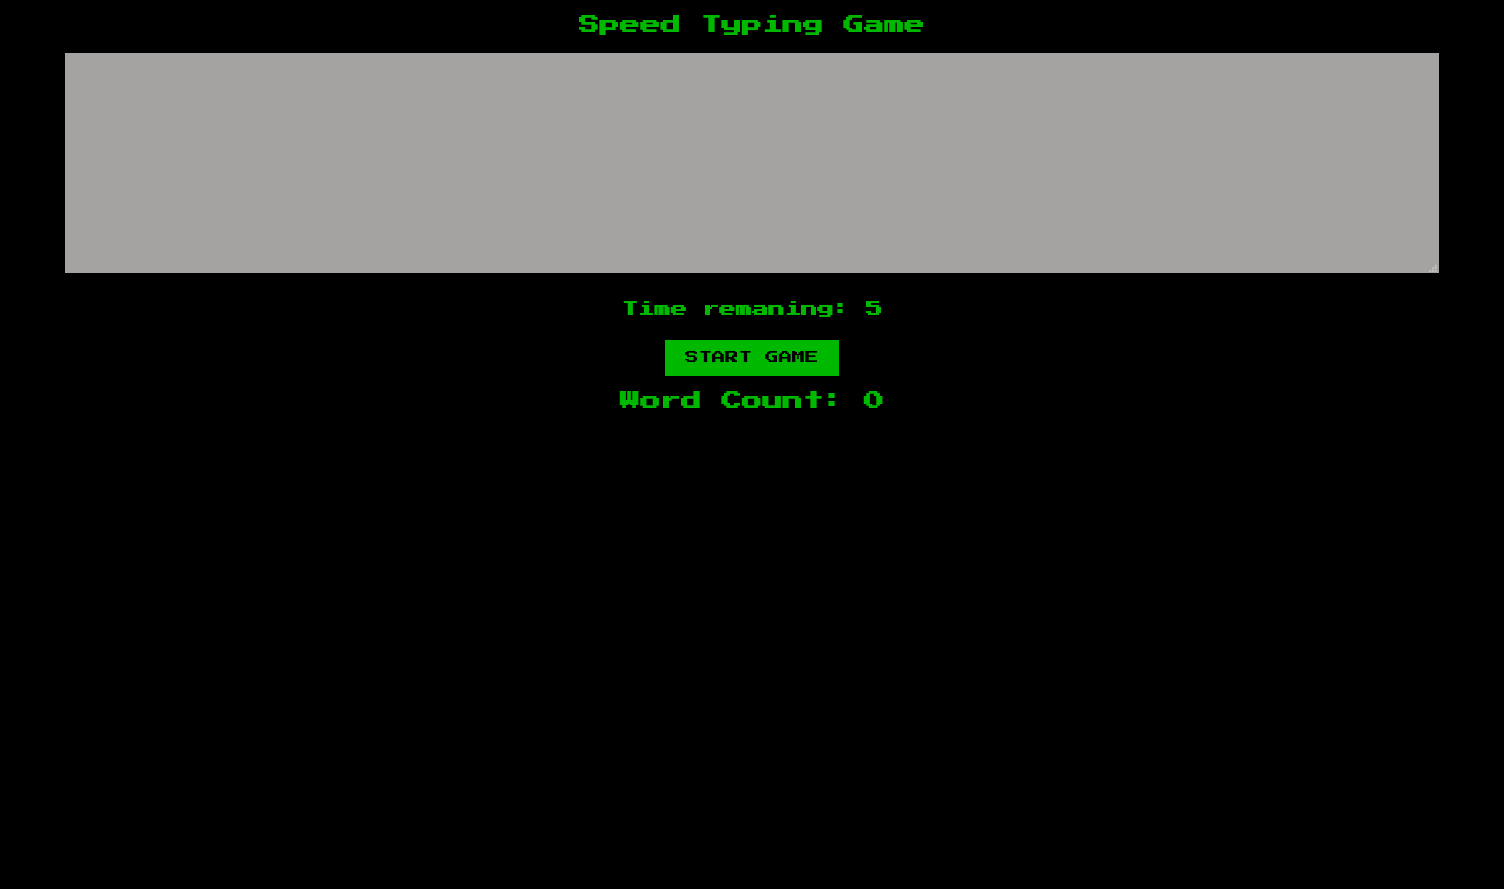 Speed Typing Game
Time remaning: 5
START GAME
Word Count: 0